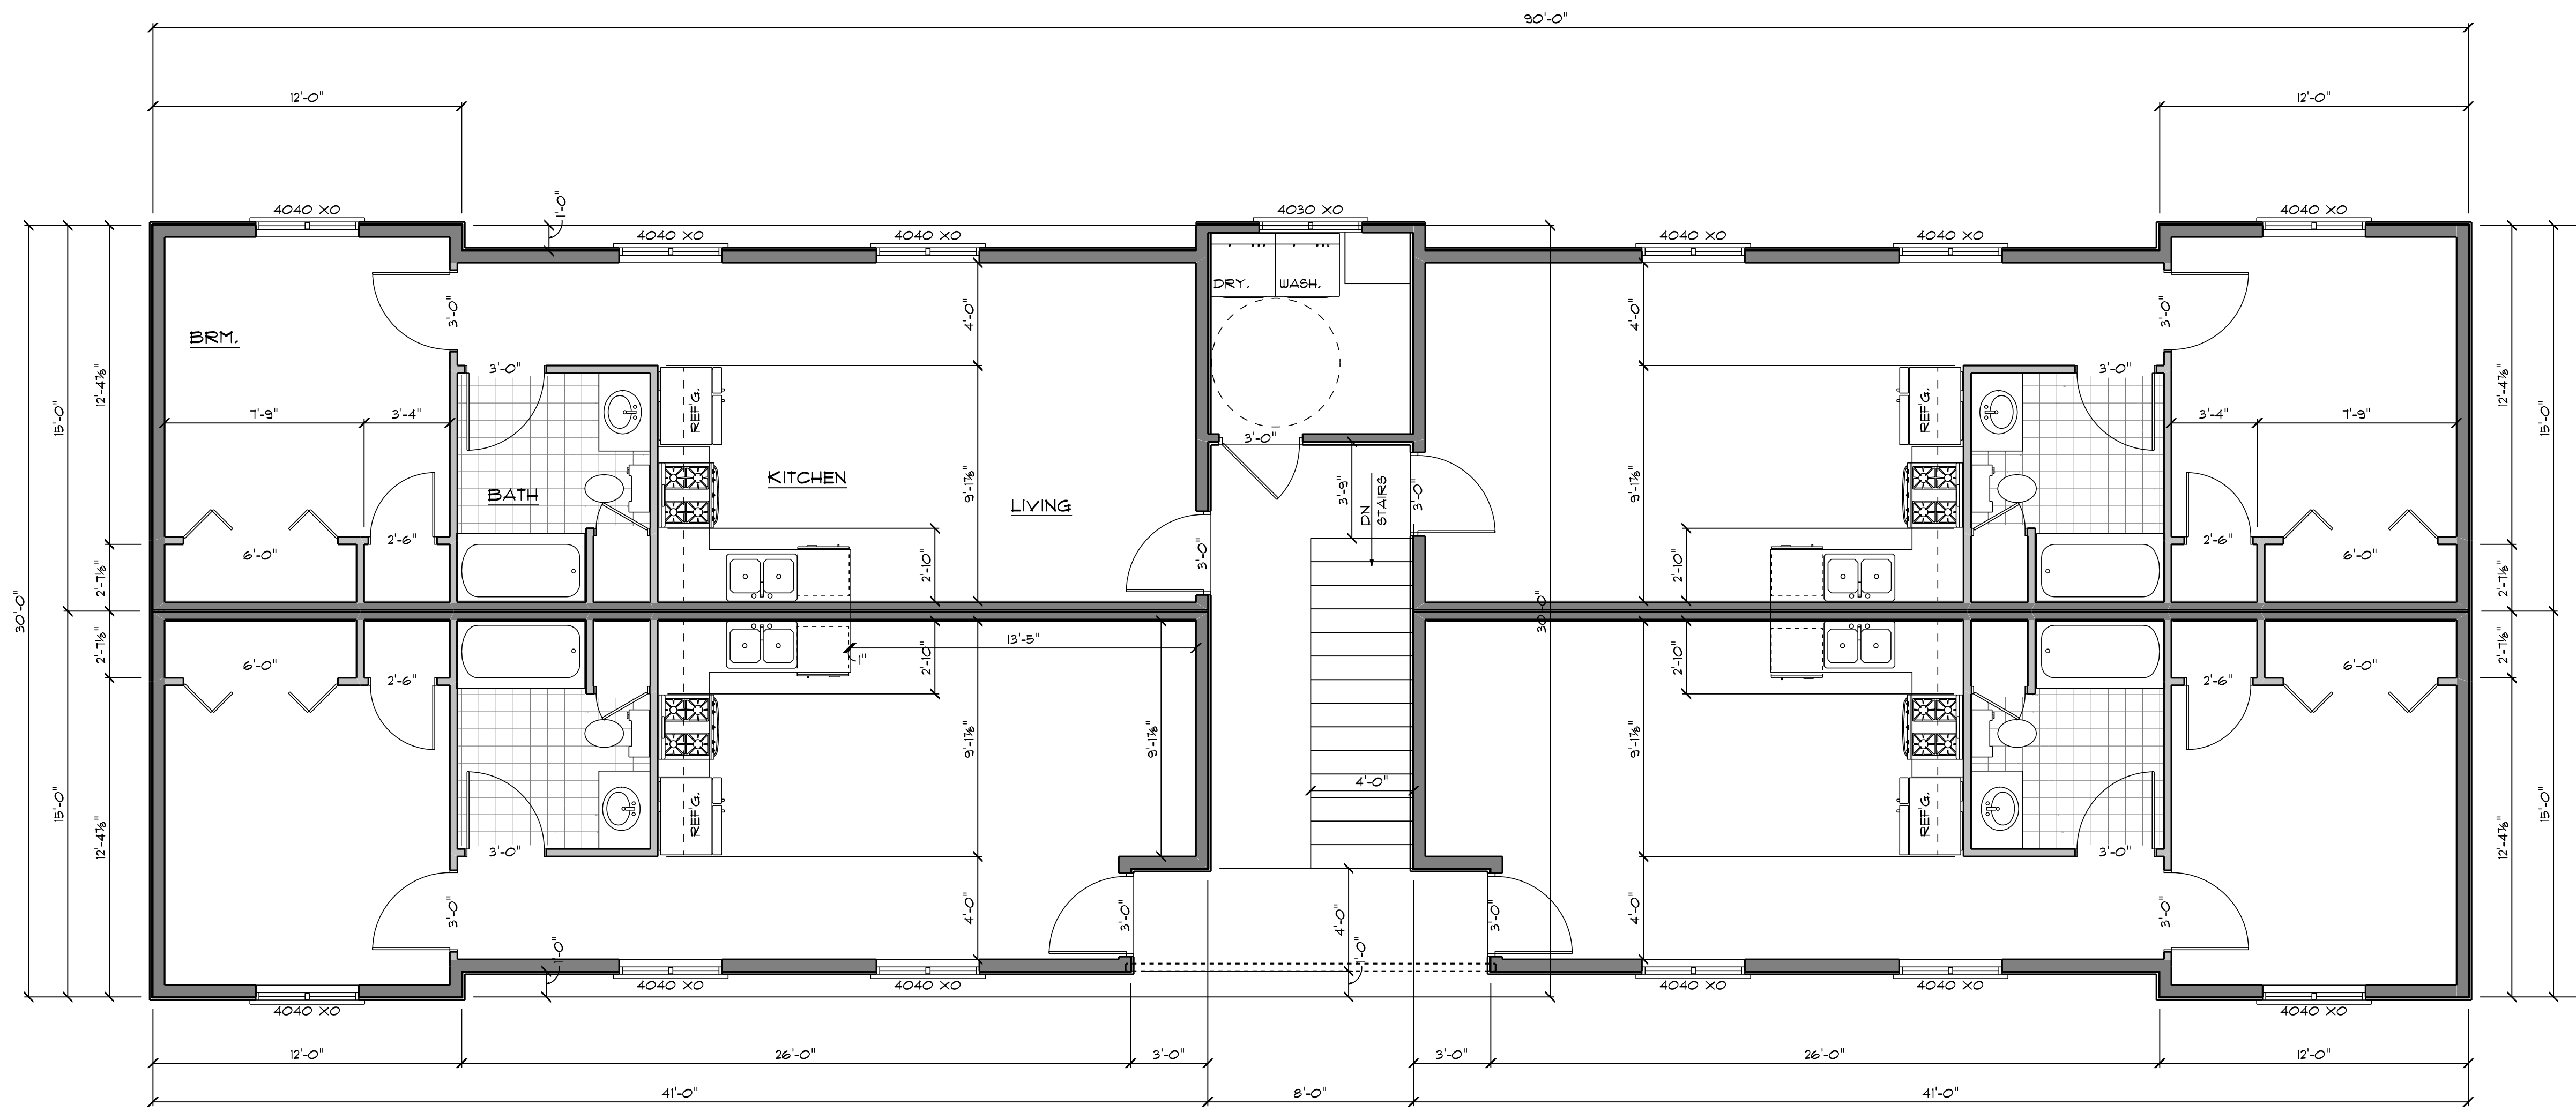 90'-0"
12'-0"
12'-0"
1'-0"
4040 XO
4030 XO
4040 XO
4040 XO
4040 XO
4040 XO
4040 XO
DRY.
WASH.
3'-0"
4'-0"
4'-0"
3'-0"
BRM.
3'-0"
3'-0"
12'-4⅞"
15'-0"
7'-9"
3'-4"
REF'G.
3'-0"
REF'G.
3'-4"
7'-9"
12'-4⅞"
15'-0"
BATH
KITCHEN
LIVING
9'-1⅞"
3'-9"
DN
STAIRS
3'-0"
9'-1⅞"
6'-0"
2'-6"
2'-10"
3'-0"
2'-10"
2'-6"
6'-0"
2'-7⅛"
2'-7⅛"
30'-0"
30'-0"
2'-7⅛"
6'-0"
2'-6"
13'-5"
1"
2'-10"
2'-10"
2'-6"
6'-0"
2'-7⅛"
15'-0"
12'-4⅞"
9'-1⅞"
9'-1⅞"
9'-1⅞"
4'-0"
12'-4⅞"
15'-0"
REF'G.
REF'G.
3'-0"
3'-0"
3'-0"
4'-0"
3'-0"
4'-0"
3'-0"
4'-0"
3'-0"
1'-0"
1'-0"
4040 XO
4040 XO
4040 XO
4040 XO
4040 XO
4040 XO
12'-0"
26'-0"
3'-0"
3'-0"
26'-0"
12'-0"
41'-0"
8'-0"
41'-0"